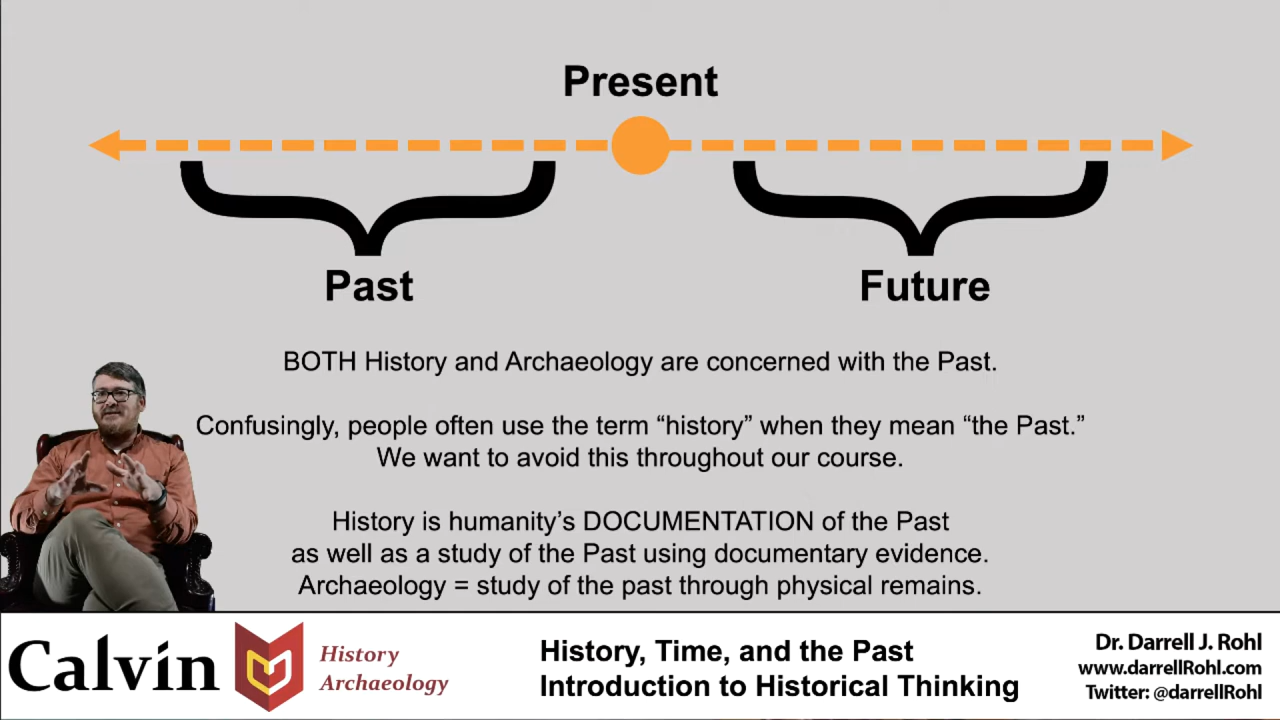 Present
Past
Future
BOTH History and Archaeology are concerned with the Past.
Confusingly, people often use the term “history” when they mean “the Past.”
We want to avoid this throughout our course.
History is humanity’s DOCUMENTATION of the Past
as well as a study of the Past using documentary evidence.
Archaeology = study of the past through physical remains.
Calvin
History
Archaeology
History, Time, and the Past
Introduction to Historical Thinking
Dr. Darrell J. Rohl
www.darrellRohl.com
Twitter: @darrellRohl